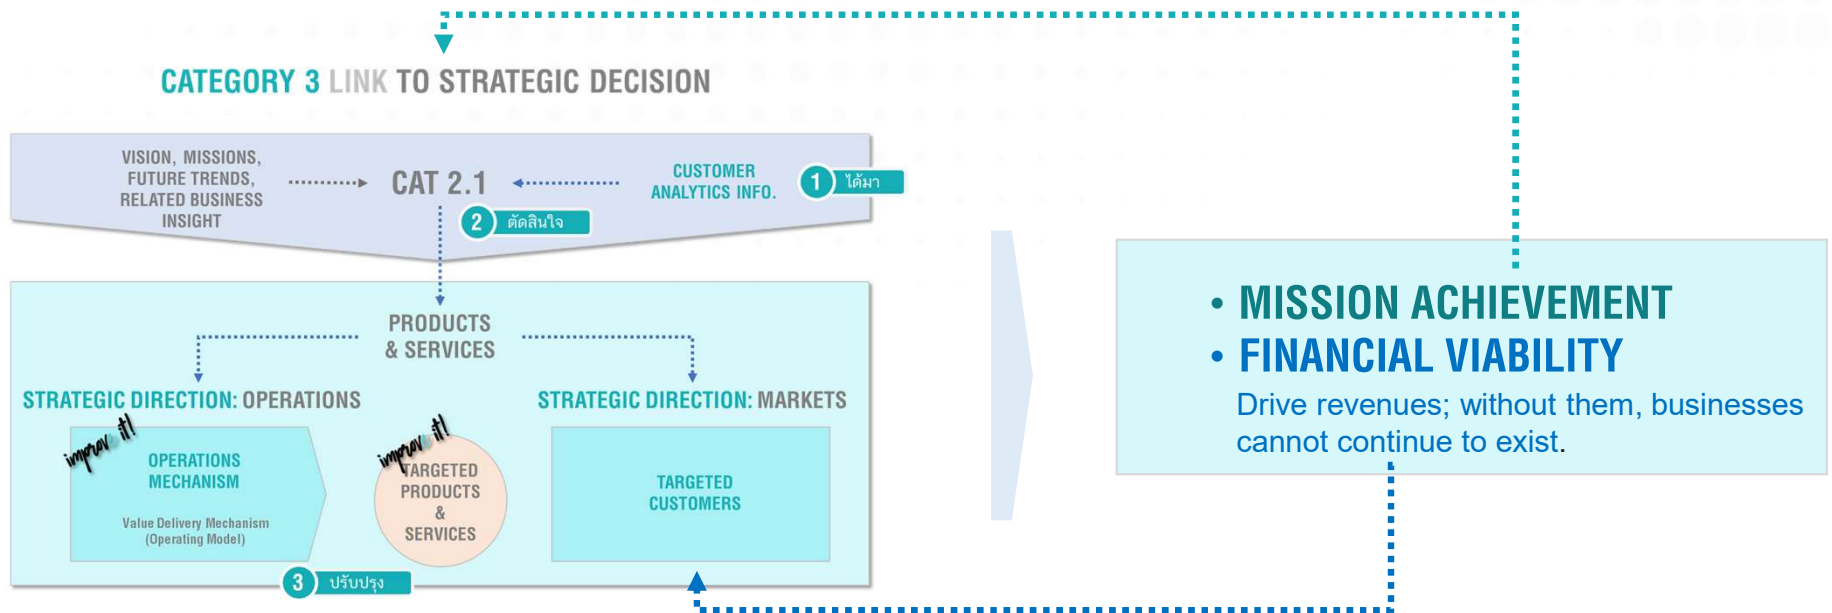 CATEGORY 3 LINK TO STRATEGIC DECISION
VISION, MISSIONS,
FUTURE TRENDS,
RELATED BUSINESS
INSIGHT
CAT 2.1
CUSTOMER
ANALYTICS INFO.
1 ได้มา
2 ตัดสินใจ
PRODUCTS
& SERVICES
STRATEGIC DIRECTION: OPERATIONS
STRATEGIC DIRECTION: MARKETS
improv it!
OPERATIONS
MECHANISM
Value Delivery Mechanism
(Operating Model)
improv it!
TARGETED
PRODUCTS
&
SERVICES
TARGETED
CUSTOMERS
3 ปรับปรุง
• MISSION ACHIEVEMENT
• FINANCIAL VIABILITY
Drive revenues; without them, businesses
cannot continue to exist.